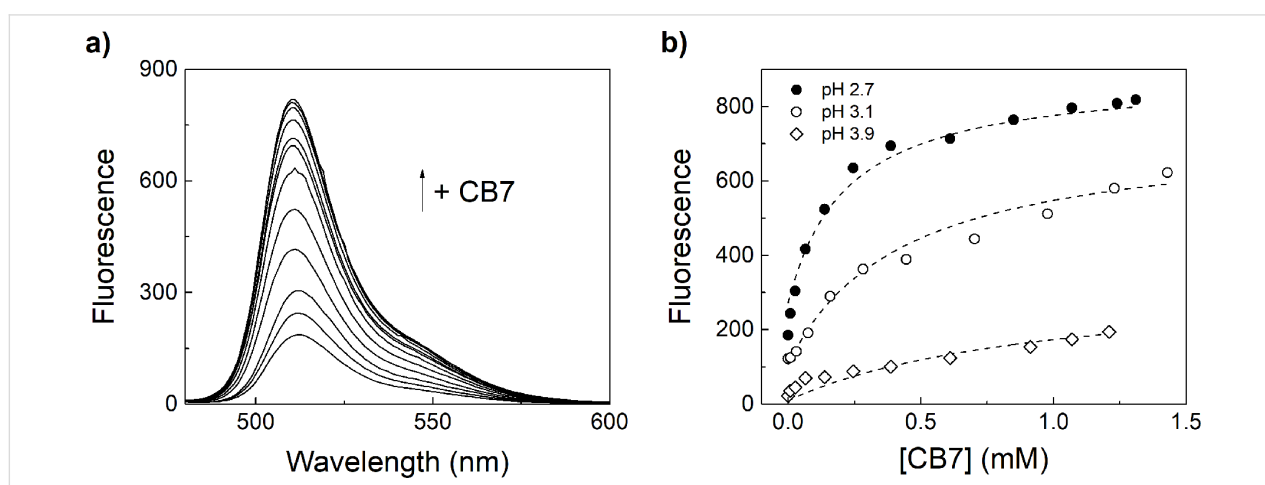 a)
900
600
300
0
500
550
600
Fluorescence
Wavelength (nm)
+ CB7
b)
800
600
400
200
0
0.0
0.5
1.0
1.5
Fluorescence
[CB7] (mM)
pH 2.7
pH 3.1
pH 3.9